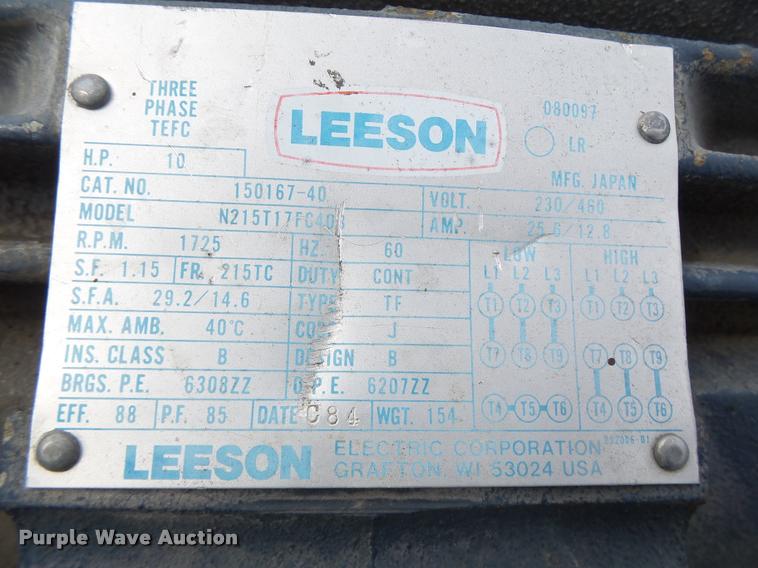 THREE
PHASE
TEFC
LEESON
080097
LR
MFG. JAPAN
H.P. 10
CAT. NO. 150167-40
VOLT. 230/460
MODEL
AMP. 25.6/12.8
R.P.M. 1725 HZ. 60
S.F. 1.15 FR. 215TC DUTY CONT
S.F.A. 29.2/14.6 TYPE TF
MAX. AMB. 40°C J
INS. CLASS B DESIGN B
BRGS. P.E. 6308ZZ O.P.E. 6207ZZ
EFF. 88 P.F. 85 DATE C84 WGT. 154
LOW HIGH
L1 L2 L3 L1 L2 L3
T1 T2 T3 T1 T2 T3
T7 T8 T9 T7 T8 T9
T4 T5 T6 T4 T5 T6
LEESON ELECTRIC CORPORATION
GRAFTON, WI 53024 USA
Purple Wave Auction